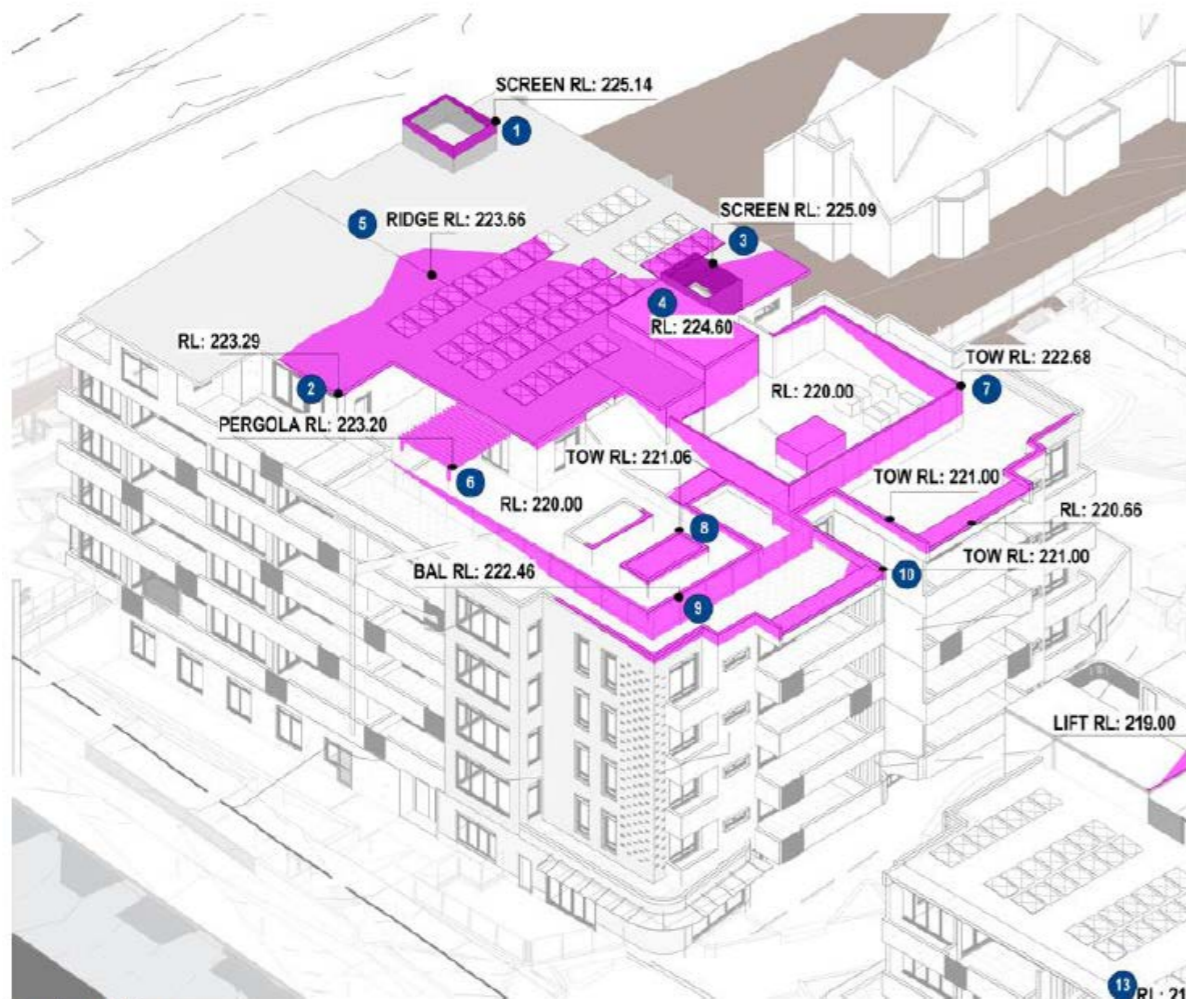 SCREEN RL: 225.14
1
SCREEN RL: 225.09
3
5 RIDGE RL: 223.66
4
RL: 224.60
RL: 223.29
2
TOW RL: 222.68
7
RL: 220.00
PERGOLA RL: 223.20
6
TOW RL: 221.06
8
TOW RL: 221.00
RL: 220.00
RL: 220.66
BAL RL: 222.46
9
10
TOW RL: 221.00
LIFT RL: 219.00
13
RL: 21